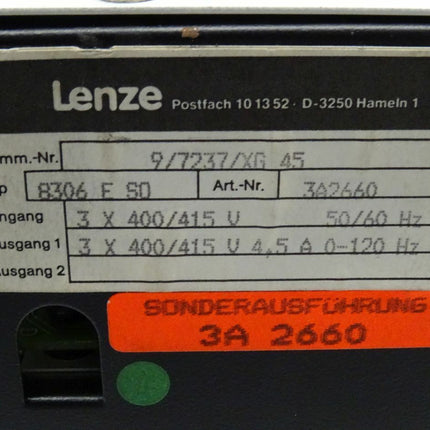 Lenze Postfach 10 13 52 · D-3250 Hameln 1
mm.-Nr. 9/7237/XG 45
p 8306 E SD Art.-Nr. 3A2660
ngang 3 X 400/415 V 50/60 Hz
usgang 1 3 X 400/415 V 4,5 A 0-120 Hz
Ausgang 2
SONDERAUSFÜHRUNG
3A 2660